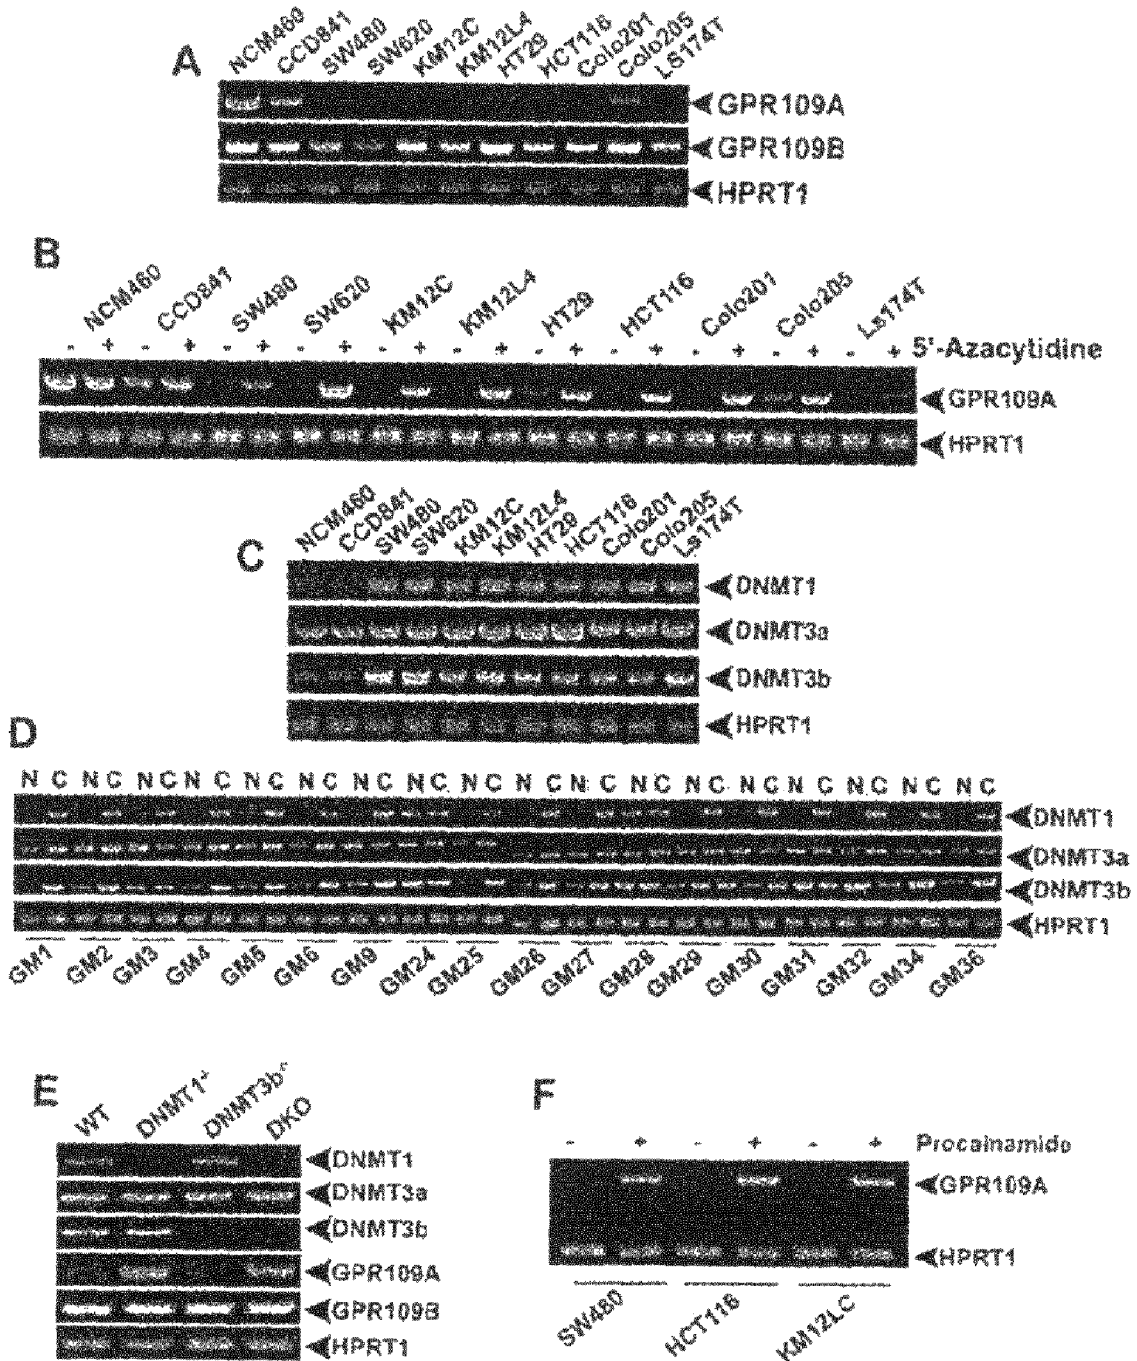 A
NCM460 CCD841 SW480 SW620 KM12C KM12L4 HT29 HCT116 Colo201 Colo205 LS174T
GPR109A
GPR109B
HPRT1
B
NCM460 CCD841 SW480 SW620 KM12C KM12L4 HT29 HCT116 Colo201 Colo205 Ls174T
- + - + - + - + - + - + - + - + - + - + - + 5'-Azacytidine
GPR109A
HPRT1
C
NCM460 CCD841 SW480 SW620 KM12C KM12L4 HT29 HCT116 Colo201 Colo205 Ls174T
DNMT1
DNMT3a
DNMT3b
HPRT1
D
N C N C N C N C N C N C N C N C N C N C N C N C N C N C N C N C N C N C
DNMT1
DNMT3a
DNMT3b
HPRT1
GM1 GM2 GM3 GM4 GM5 GM6 GM9 GM24 GM25 GM26 GM27 GM28 GM29 GM30 GM31 GM32 GM34 GM36
E
WT DNMT1-/- DNMT3b-/- DKO
DNMT1
DNMT3a
DNMT3b
GPR109A
GPR109B
HPRT1
F
- + - + - + Procainamide
GPR109A
HPRT1
SW480 HCT116 KM12LC